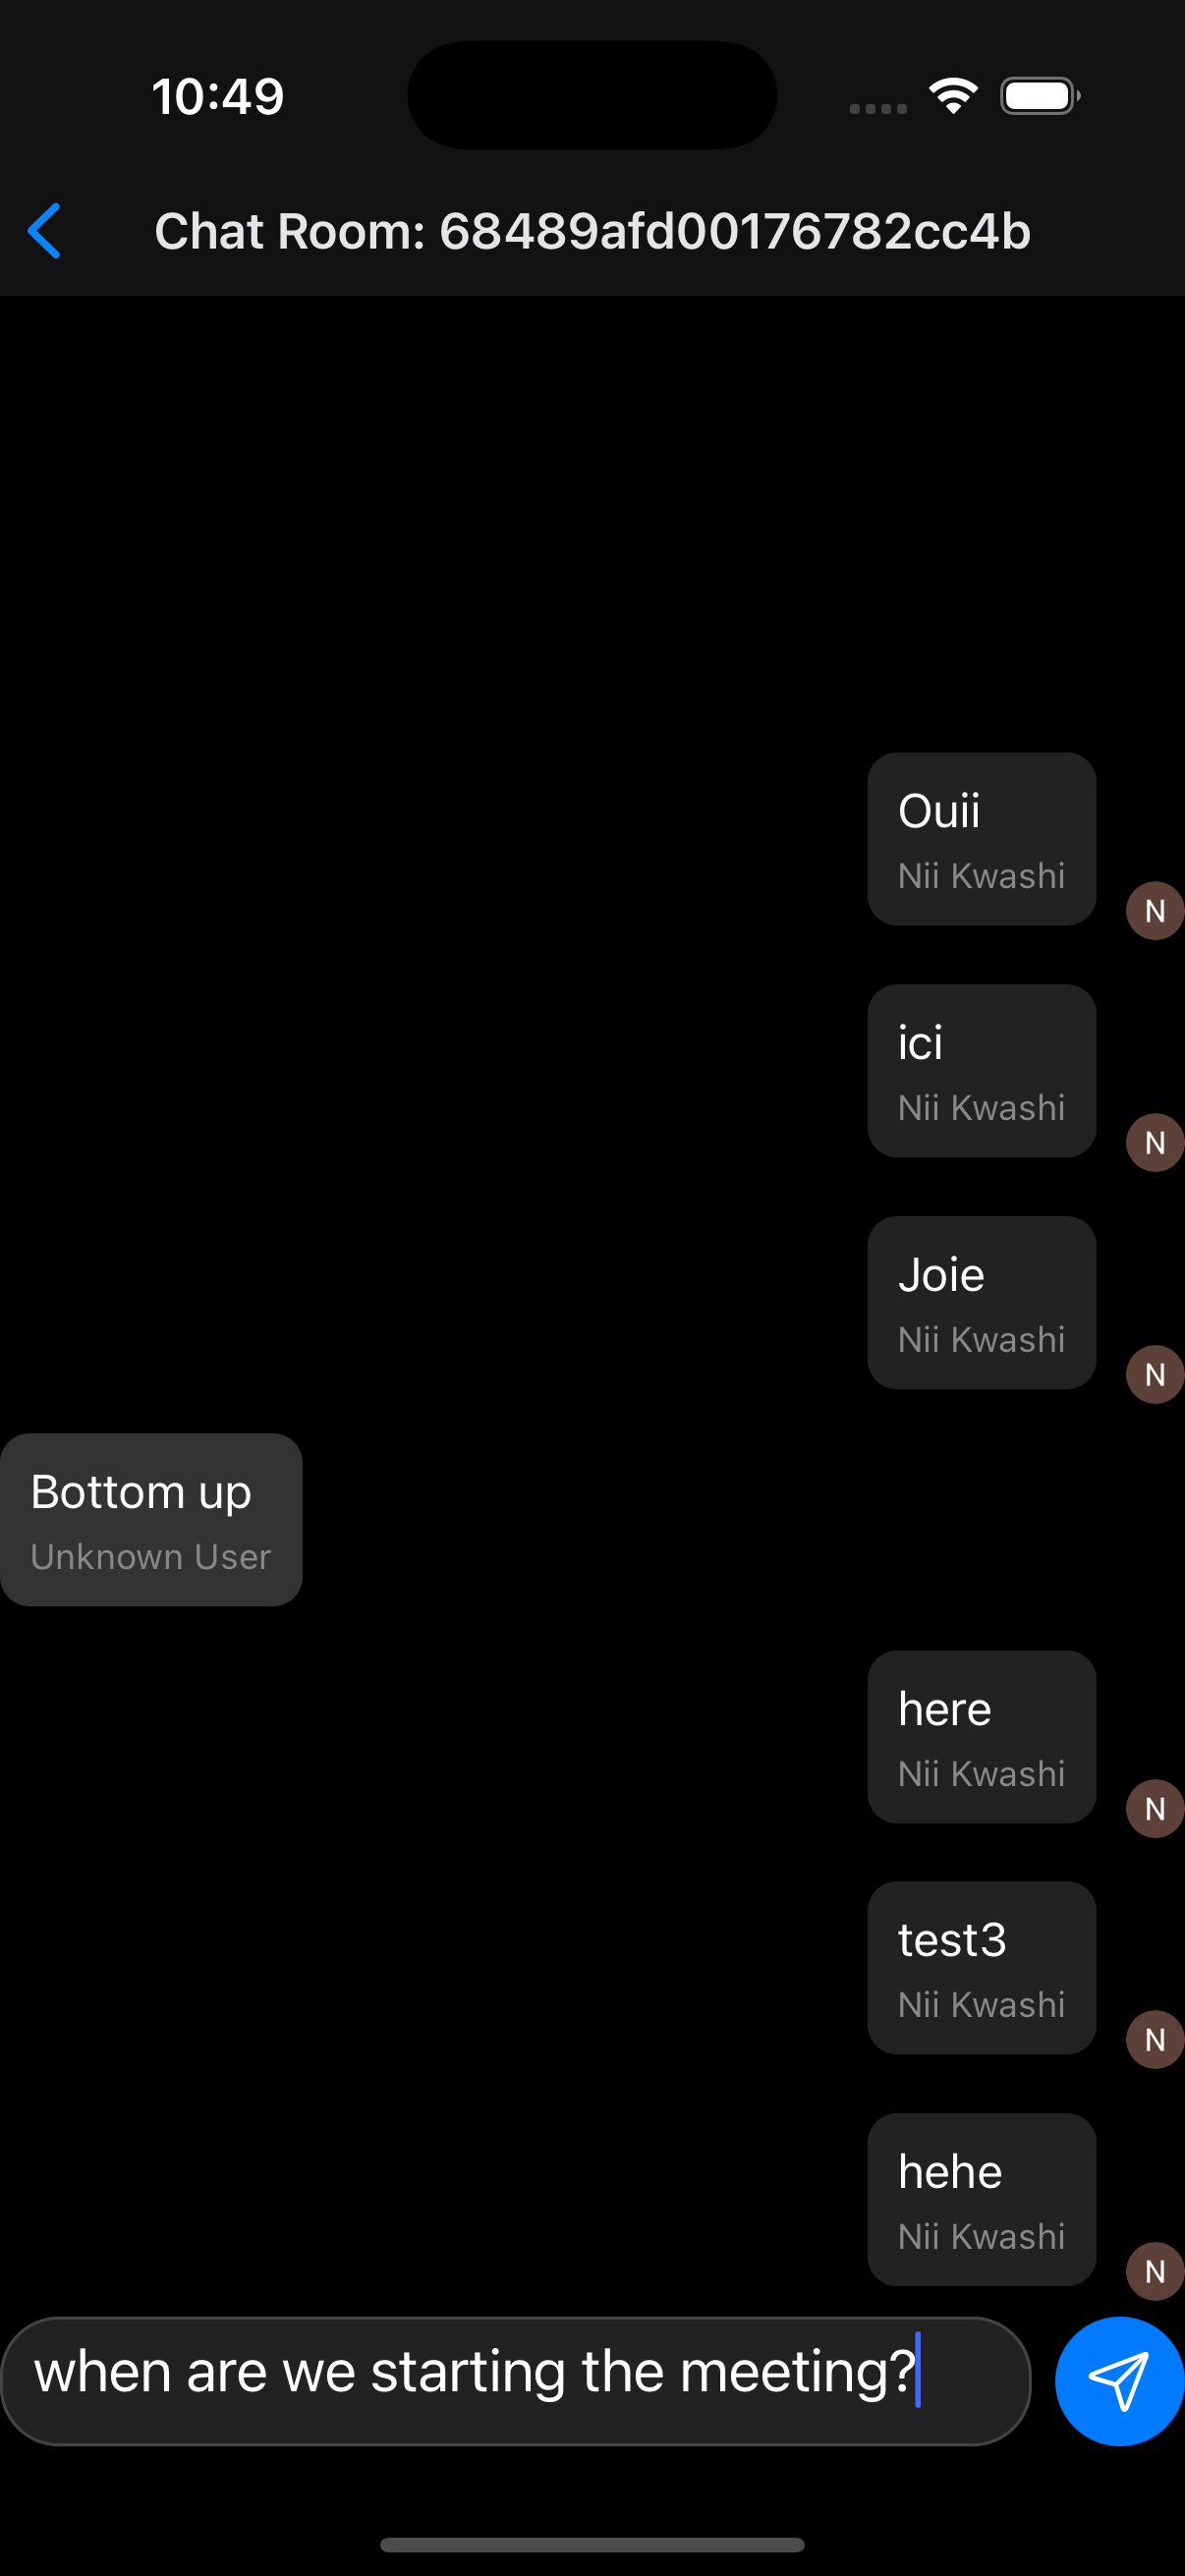 10:49
Chat Room: 68489afd00176782cc4b
Ouii
Nii Kwashi
N
ici
Nii Kwashi
N
Joie
Nii Kwashi
N
Bottom up
Unknown User
here
Nii Kwashi
N
test3
Nii Kwashi
N
hehe
Nii Kwashi
N
when are we starting the meeting?